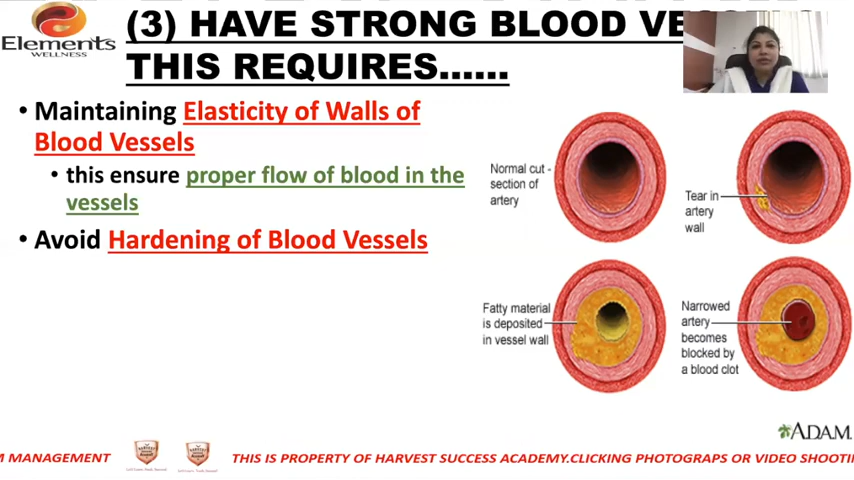 Elements
WELLNESS
(3) HAVE STRONG BLOOD
THIS REQUIRES......
• Maintaining Elasticity of Walls of
Blood Vessels
• this ensure proper flow of blood in the
vessels
• Avoid Hardening of Blood Vessels
Normal cut -
section of
artery
Tear in
artery
wall
Fatty material
is deposited
in vessel wall
Narrowed
artery
becomes
blocked by
a blood clot
ADAM.
MANAGEMENT
THIS IS PROPERTY OF HARVEST SUCCESS ACADEMY.CLICKING PHOTOGRAPS OR VIDEO